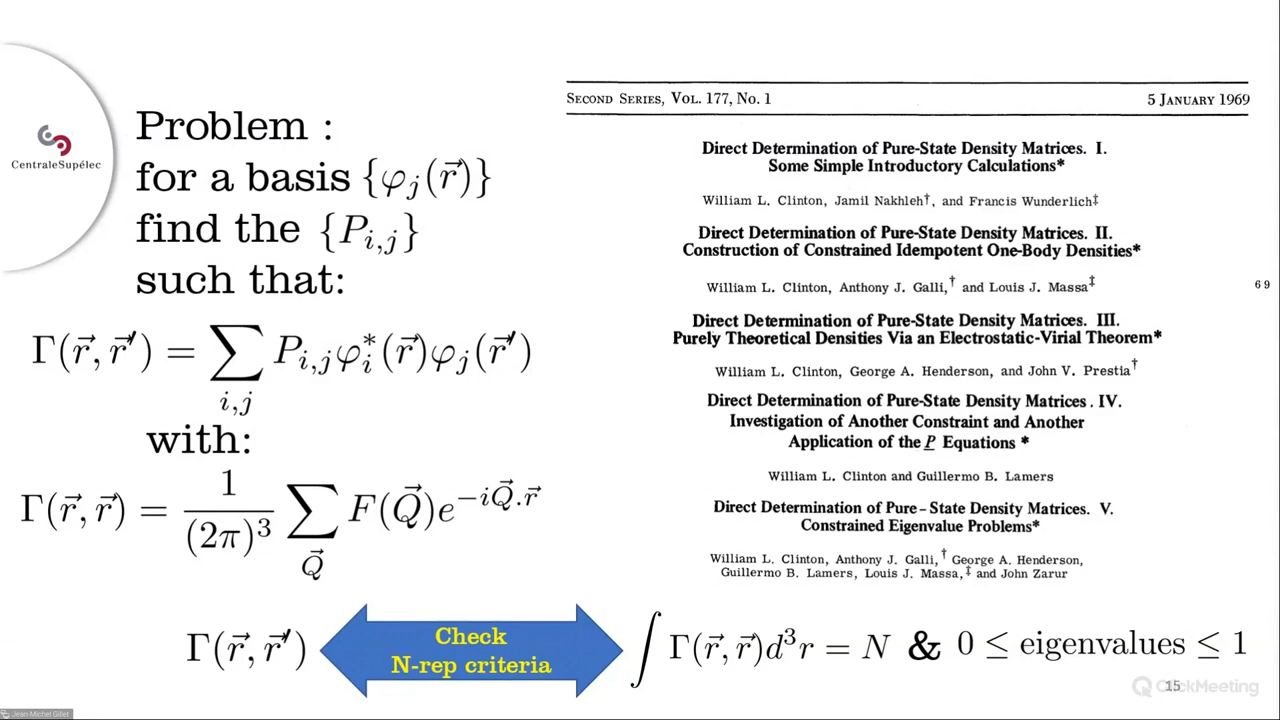 CentraleSupélec
Problem :
for a basis {φ_j(r⃗)}
find the {P_{i,j}}
such that:
Γ(r⃗, r⃗′) = ∑_{i,j} P_{i,j} φ_i^*(r⃗) φ_j(r⃗′)
with:
Γ(r⃗, r⃗) = 1/(2π)³ ∑_{Q⃗} F(Q⃗) e^{−iQ⃗.r⃗}
SECOND SERIES, VOL. 177, NO. 1 5 JANUARY 1969
Direct Determination of Pure-State Density Matrices. I.
Some Simple Introductory Calculations*
William L. Clinton, Jamil Nakhleh†, and Francis Wunderlich‡
Direct Determination of Pure-State Density Matrices. II.
Construction of Constrained Idempotent One-Body Densities*
William L. Clinton, Anthony J. Galli,† and Louis J. Massa‡
69
Direct Determination of Pure-State Density Matrices. III.
Purely Theoretical Densities Via an Electrostatic-Virial Theorem*
William L. Clinton, George A. Henderson, and John V. Prestia†
Direct Determination of Pure-State Density Matrices. IV.
Investigation of Another Constraint and Another
Application of the P Equations *
William L. Clinton and Guillermo B. Lamers
Direct Determination of Pure-State Density Matrices. V.
Constrained Eigenvalue Problems*
William L. Clinton, Anthony J. Galli,† George A. Henderson,
Guillermo B. Lamers, Louis J. Massa,‡ and John Zarur
Γ(r⃗, r⃗′)
Check
N-rep criteria
∫ Γ(r⃗, r⃗)d³r = N & 0 ≤ eigenvalues ≤ 1
15
ClickMeeting
Jean-Michel Gillet